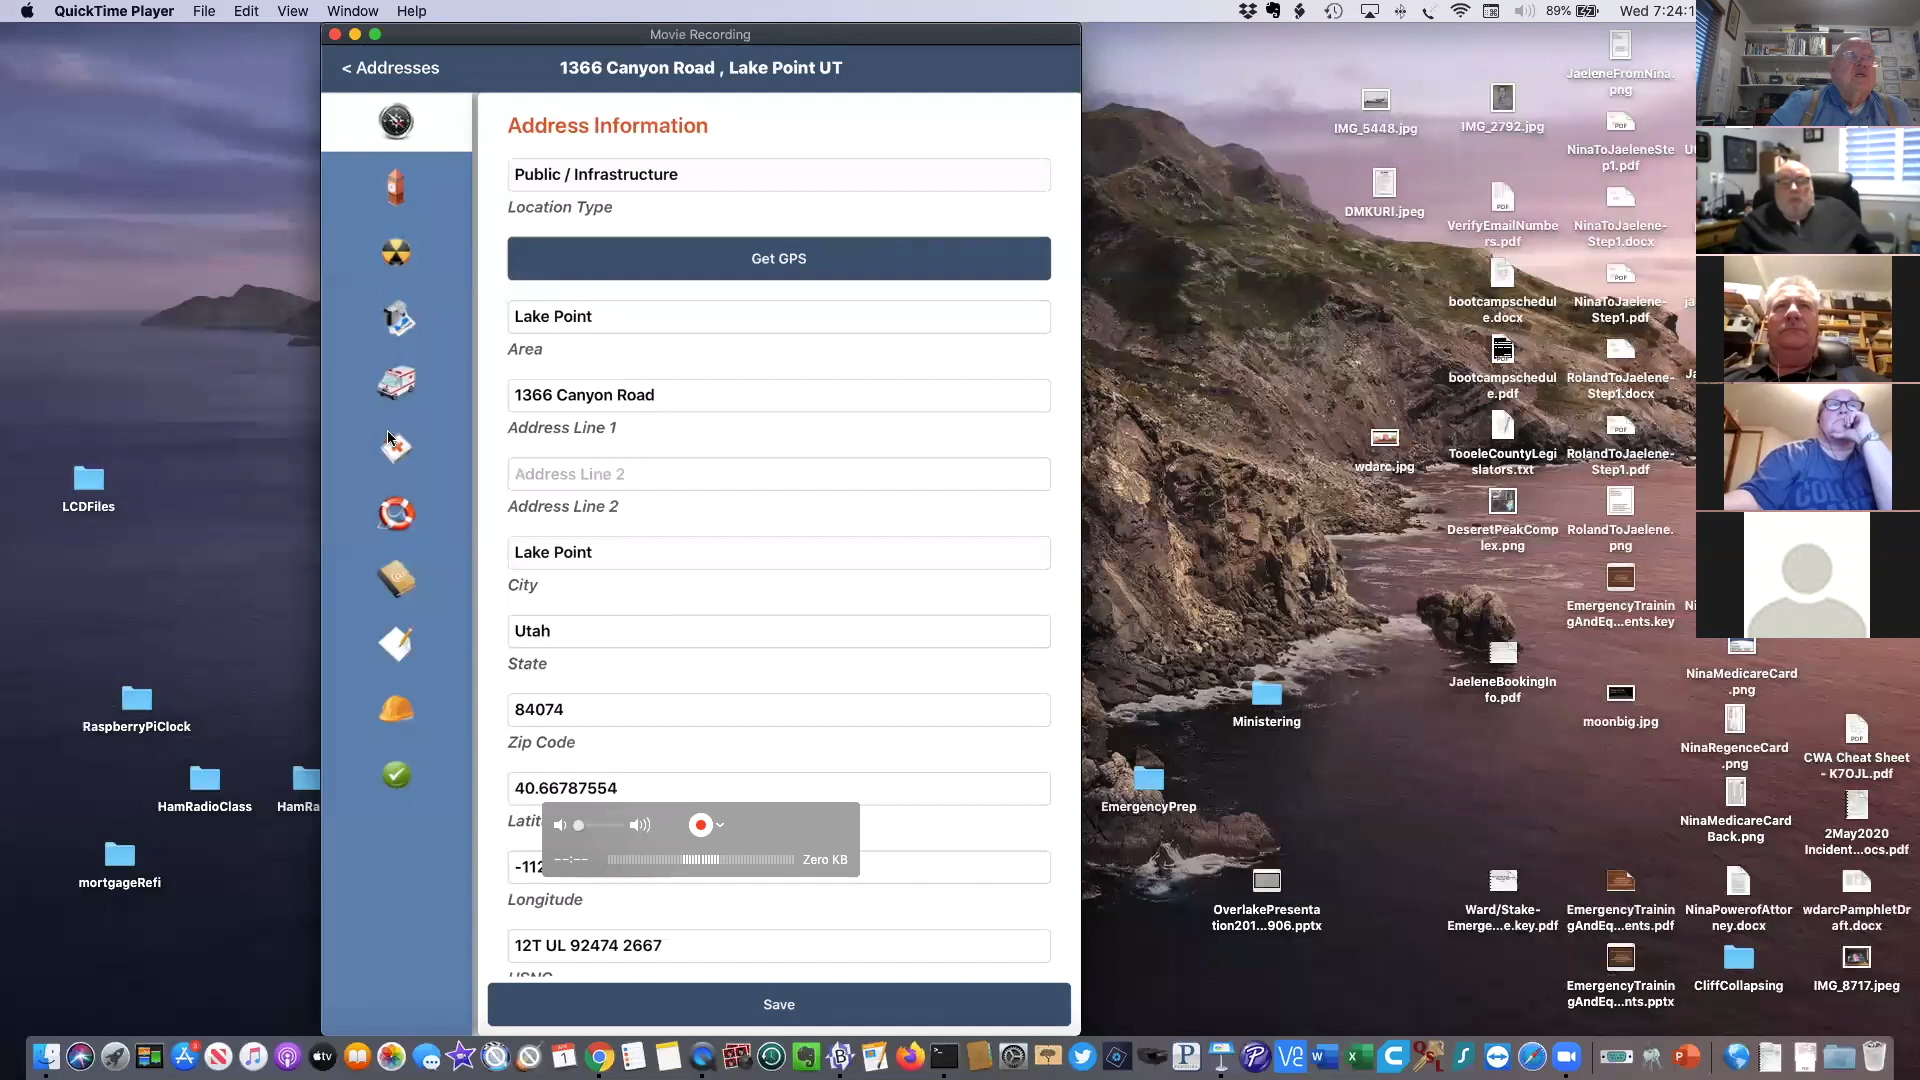 QuickTime Player File Edit View Window Help
89% Wed 7:24:1
Movie Recording
< Addresses
1366 Canyon Road , Lake Point UT
Address Information
Public / Infrastructure
Location Type
Get GPS
Lake Point
Area
1366 Canyon Road
Address Line 1
Address Line 2
Address Line 2
Lake Point
City
Utah
State
84074
Zip Code
40.66787554
Latit
-112
Longitude
12T UL 92474 2667
USNG
Save
--:--
Zero KB
LCDFiles
RaspberryPiClock
HamRadioClass
HamRa
mortgageRefi
IMG_5448.jpg
IMG_2792.jpg
JaeleneFromNina.
png
DMKURI.jpeg
NinaToJaeleneSte
p1.pdf
VerifyEmailNumbe
rs.pdf
NinaToJaelene-
Step1.docx
bootcampschedul
e.docx
NinaToJaelene-
Step1.pdf
bootcampschedul
e.pdf
RolandToJaelene-
Step1.docx
wdarc.jpg
TooeleCountyLegi
slators.txt
RolandToJaelene-
Step1.pdf
DeseretPeakComp
lex.png
RolandToJaelene.
png
EmergencyTrainin
gAndEq...ents.key
JaeleneBookingIn
fo.pdf
Ministering
moonbig.jpg
NinaMedicareCard
.png
NinaRegenceCard
.png
CWA Cheat Sheet
- K7OJL.pdf
EmergencyPrep
NinaMedicareCard
Back.png
2May2020
Incident...ocs.pdf
OverlakePresenta
tion201...906.pptx
Ward/Stake-
Emerge...e.key.pdf
EmergencyTrainin
gAndEq...ents.pdf
NinaPowerofAttor
ney.docx
wdarcPamphletDr
aft.docx
EmergencyTrainin
gAndEq...nts.pptx
CliffCollapsing
IMG_8717.jpeg